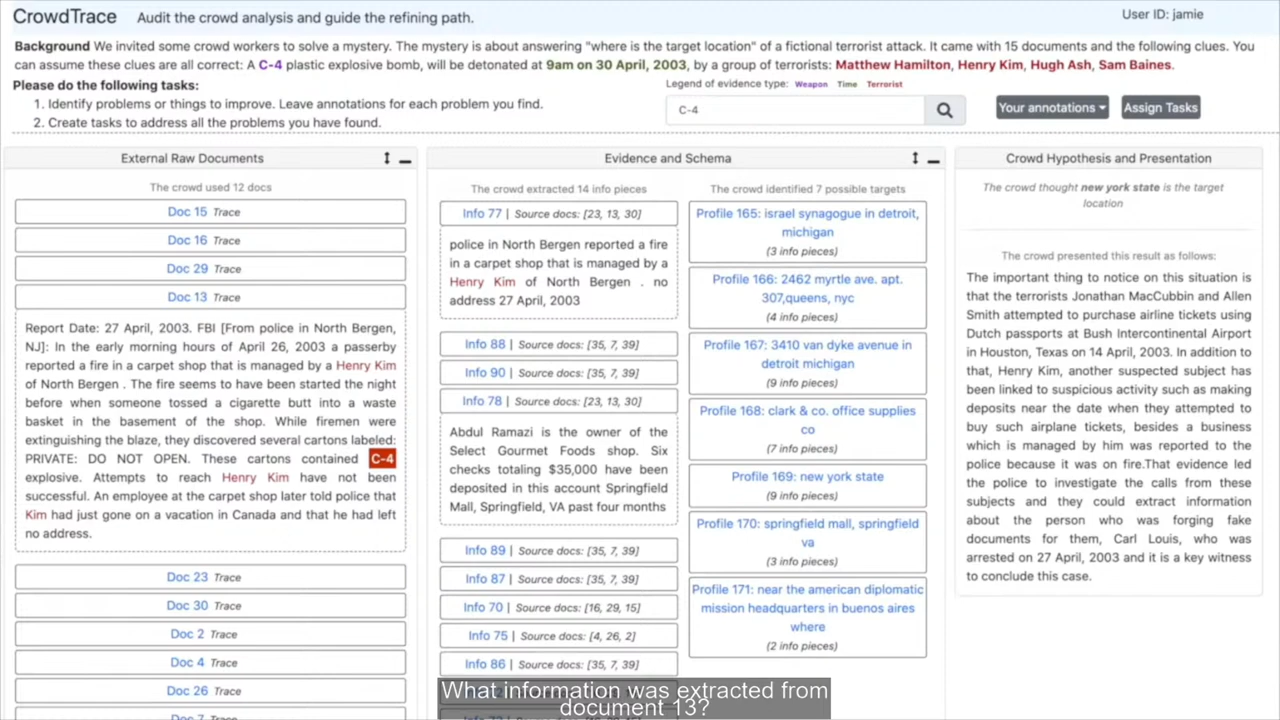 CrowdTrace Audit the crowd analysis and guide the refining path.
User ID: jamie
Background We invited some crowd workers to solve a mystery. The mystery is about answering "where is the target location" of a fictional terrorist attack. It came with 15 documents and the following clues. You
can assume these clues are all correct: A C-4 plastic explosive bomb, will be detonated at 9am on 30 April, 2003, by a group of terrorists: Matthew Hamilton, Henry Kim, Hugh Ash, Sam Baines.
Please do the following tasks:
1. Identify problems or things to improve. Leave annotations for each problem you find.
2. Create tasks to address all the problems you have found.
Legend of evidence type: Weapon Time Terrorist
C-4
Your annotations
Assign Tasks
External Raw Documents
The crowd used 12 docs
Doc 15 Trace
Doc 16 Trace
Doc 29 Trace
Doc 13 Trace
Report Date: 27 April, 2003. FBI [From police in North Bergen,
NJ]: In the early morning hours of April 26, 2003 a passerby
reported a fire in a carpet shop that is managed by a Henry Kim
of North Bergen . The fire seems to have been started the night
before when someone tossed a cigarette butt into a waste
basket in the basement of the shop. While firemen were
extinguishing the blaze, they discovered several cartons labeled:
PRIVATE: DO NOT OPEN. These cartons contained C-4
explosive. Attempts to reach Henry Kim have not been
successful. An employee at the carpet shop later told police that
Kim had just gone on a vacation in Canada and that he had left
no address.
Doc 23 Trace
Doc 30 Trace
Doc 2 Trace
Doc 4 Trace
Doc 26 Trace
Doc 7 Trace
Evidence and Schema
The crowd extracted 14 info pieces
Info 77 | Source docs: [23, 13, 30]
police in North Bergen reported a fire
in a carpet shop that is managed by a
Henry Kim of North Bergen . no
address 27 April, 2003
Info 88 | Source docs: [35, 7, 39]
Info 90 | Source docs: [35, 7, 39]
Info 78 | Source docs: [23, 13, 30]
Abdul Ramazi is the owner of the
Select Gourmet Foods shop. Six
checks totaling $35,000 have been
deposited in this account Springfield
Mall, Springfield, VA past four months
Info 89 | Source docs: [35, 7, 39]
Info 87 | Source docs: [35, 7, 39]
Info 70 | Source docs: [16, 29, 15]
Info 75 | Source docs: [4, 26, 2]
Info 86 | Source docs: [35, 7, 39]
The crowd identified 7 possible targets
Profile 165: israel synagogue in detroit,
michigan
(3 info pieces)
Profile 166: 2462 myrtle ave. apt.
307,queens, nyc
(4 info pieces)
Profile 167: 3410 van dyke avenue in
detroit michigan
(9 info pieces)
Profile 168: clark & co. office supplies
co
(7 info pieces)
Profile 169: new york state
(9 info pieces)
Profile 170: springfield mall, springfield
va
(3 info pieces)
Profile 171: near the american diplomatic
mission headquarters in buenos aires
where
(2 info pieces)
Crowd Hypothesis and Presentation
The crowd thought new york state is the target
location
The crowd presented this result as follows:
The important thing to notice on this situation is
that the terrorists Jonathan MacCubbin and Allen
Smith attempted to purchase airline tickets using
Dutch passports at Bush Intercontinental Airport
in Houston, Texas on 14 April, 2003. In addition to
that, Henry Kim, another suspected subject has
been linked to suspicious activity such as making
deposits near the date when they attempted to
buy such airplane tickets, besides a business
which is managed by him was reported to the
police because it was on fire.That evidence led
the police to investigate the calls from these
subjects and they could extract information
about the person who was forging fake
documents for them, Carl Louis, who was
arrested on 27 April, 2003 and it is a key witness
to conclude this case.
What information was extracted from
document 13?